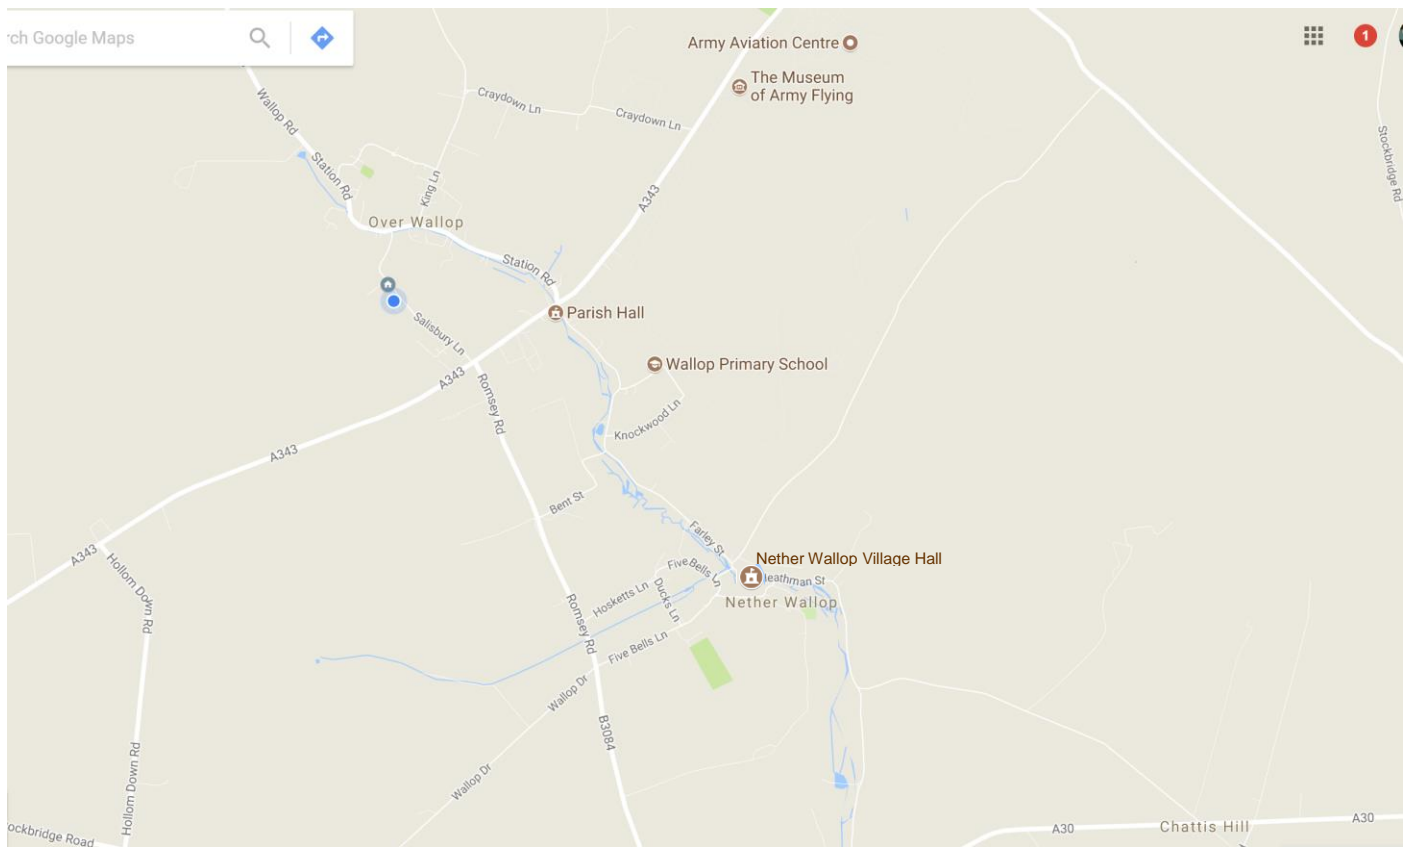 rch Google Maps
1
Army Aviation Centre
The Museum
of Army Flying
Wallop Rd
Craydown Ln
Craydown Ln
Stockbridge Rd
Station Rd
King Ln
A343
Over Wallop
Station Rd
Parish Hall
Salisbury Ln
A343
Wallop Primary School
Romsey Rd
Knockwood Ln
A343
Bent St
Farley St
A343
Nether Wallop Village Hall
Five Bells Ln
eathman St
Hollom Down Rd
Hosketts Ln
Ducks Ln
Nether Wallop
Romsey Rd
Five Bells Ln
Wallop Dr
B3084
Hollom Down Rd
Wallop Dr
ockbridge Road
A30
Chattis Hill
A30